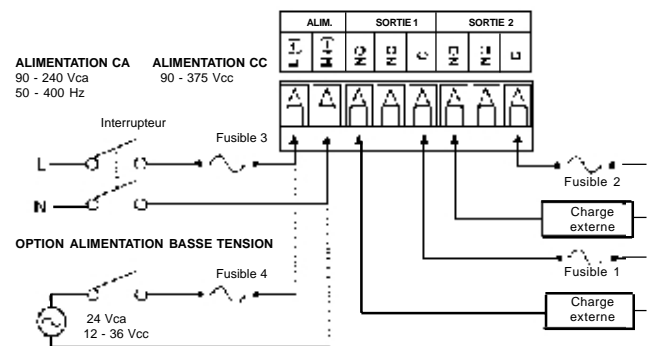 ALIM. SORTIE 1 SORTIE 2
ALIMENTATION CA
90 - 240 Vca
50 - 400 Hz
ALIMENTATION CC
90 - 375 Vcc
Interrupteur
Fusible 3
L
N
Fusible 2
Charge
externe
Fusible 1
Charge
externe
OPTION ALIMENTATION BASSE TENSION
Fusible 4
24 Vca
12 - 36 Vcc